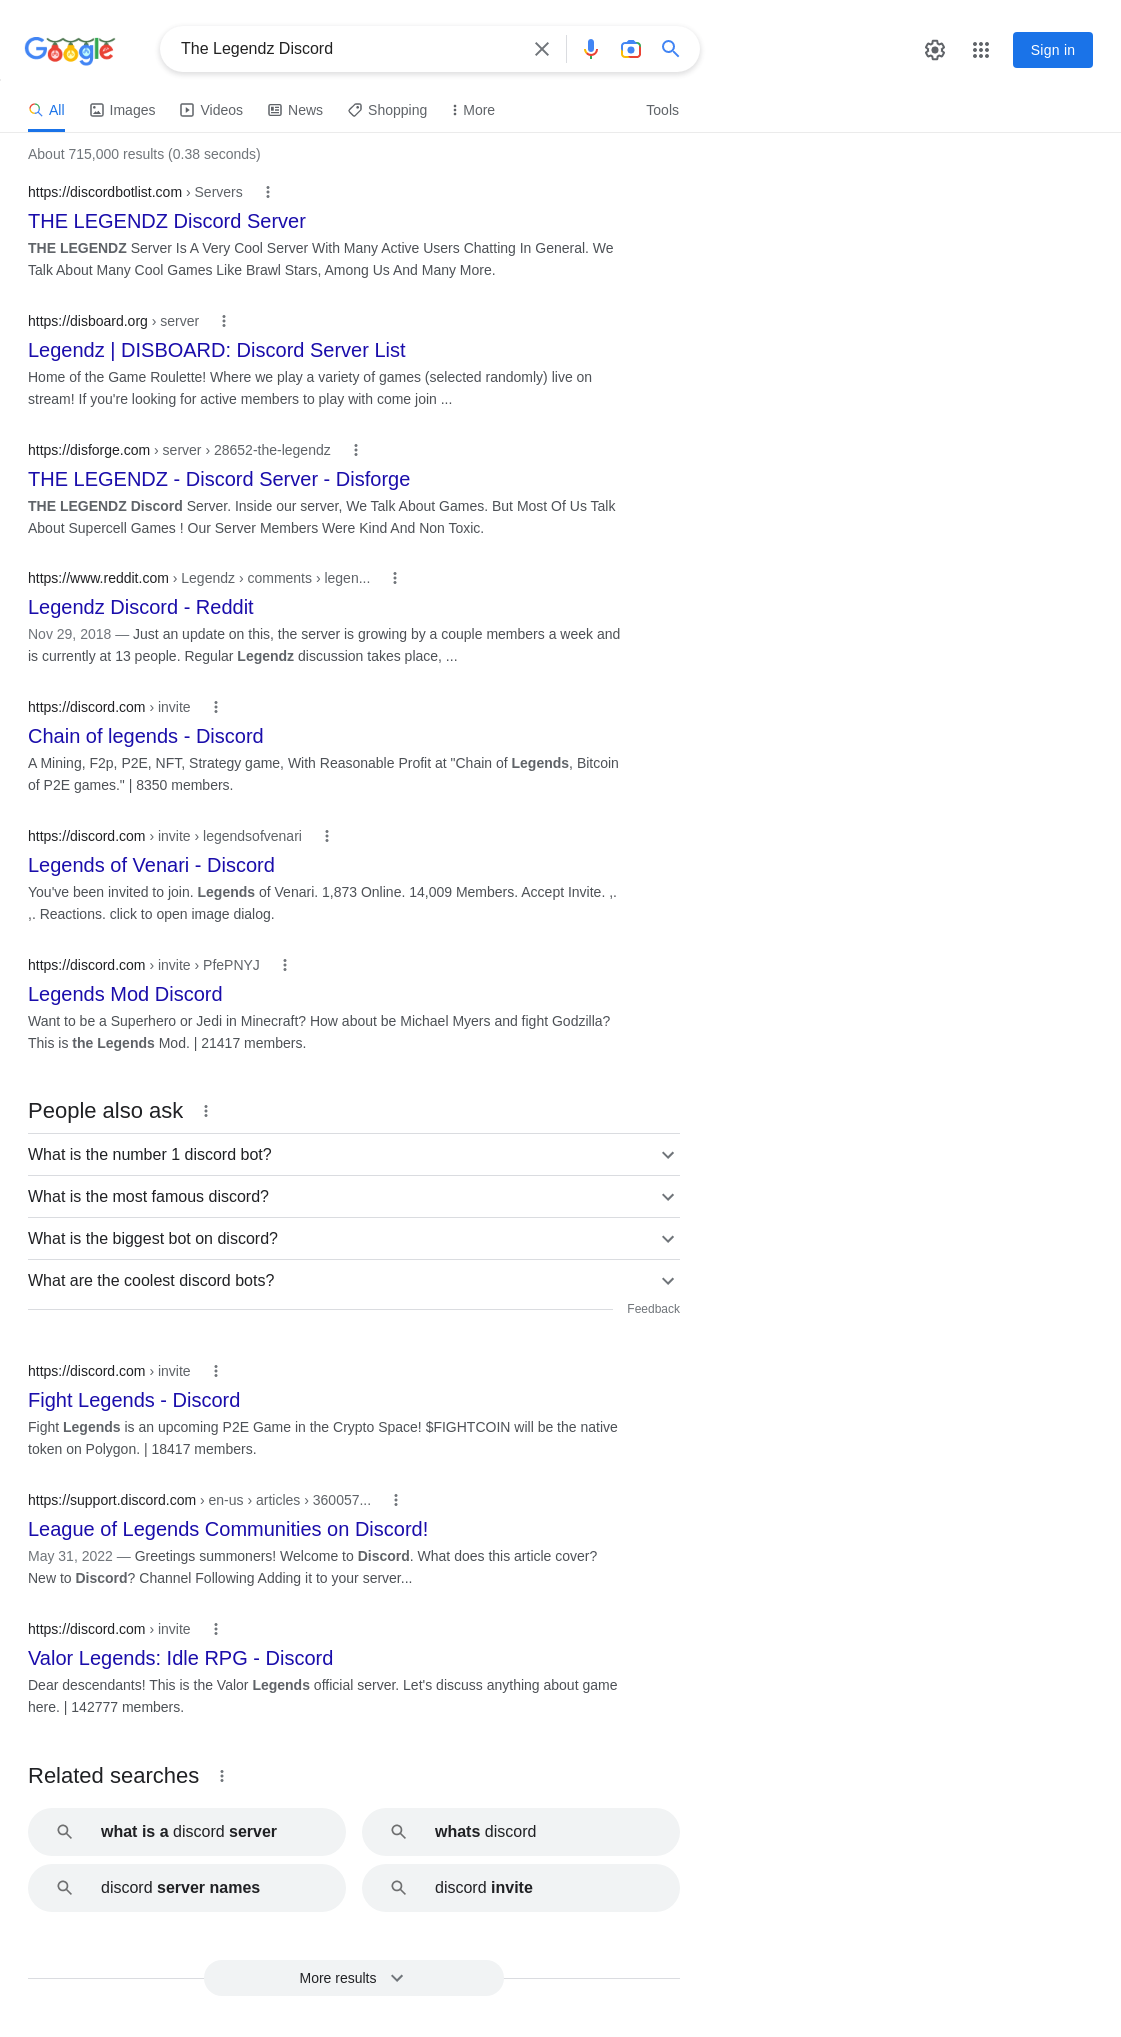 Google
The Legendz Discord
Sign in
All
Images
Videos
News
Shopping
More
Tools
About 715,000 results (0.38 seconds)
https://discordbotlist.com › Servers
THE LEGENDZ Discord Server
THE LEGENDZ Server Is A Very Cool Server With Many Active Users Chatting In General. We
Talk About Many Cool Games Like Brawl Stars, Among Us And Many More.
https://disboard.org › server
Legendz | DISBOARD: Discord Server List
Home of the Game Roulette! Where we play a variety of games (selected randomly) live on
stream! If you're looking for active members to play with come join ...
https://disforge.com › server › 28652-the-legendz
THE LEGENDZ - Discord Server - Disforge
THE LEGENDZ Discord Server. Inside our server, We Talk About Games. But Most Of Us Talk
About Supercell Games ! Our Server Members Were Kind And Non Toxic.
https://www.reddit.com › Legendz › comments › legen...
Legendz Discord - Reddit
Nov 29, 2018 — Just an update on this, the server is growing by a couple members a week and
is currently at 13 people. Regular Legendz discussion takes place, ...
https://discord.com › invite
Chain of legends - Discord
A Mining, F2p, P2E, NFT, Strategy game, With Reasonable Profit at "Chain of Legends, Bitcoin
of P2E games." | 8350 members.
https://discord.com › invite › legendsofvenari
Legends of Venari - Discord
You've been invited to join. Legends of Venari. 1,873 Online. 14,009 Members. Accept Invite. ,.
,. Reactions. click to open image dialog.
https://discord.com › invite › PfePNYJ
Legends Mod Discord
Want to be a Superhero or Jedi in Minecraft? How about be Michael Myers and fight Godzilla?
This is the Legends Mod. | 21417 members.
People also ask
What is the number 1 discord bot?
What is the most famous discord?
What is the biggest bot on discord?
What are the coolest discord bots?
Feedback
https://discord.com › invite
Fight Legends - Discord
Fight Legends is an upcoming P2E Game in the Crypto Space! $FIGHTCOIN will be the native
token on Polygon. | 18417 members.
https://support.discord.com › en-us › articles › 360057...
League of Legends Communities on Discord!
May 31, 2022 — Greetings summoners! Welcome to Discord. What does this article cover?
New to Discord? Channel Following Adding it to your server...
https://discord.com › invite
Valor Legends: Idle RPG - Discord
Dear descendants! This is the Valor Legends official server. Let's discuss anything about game
here. | 142777 members.
Related searches
what is a discord server
whats discord
discord server names
discord invite
More results